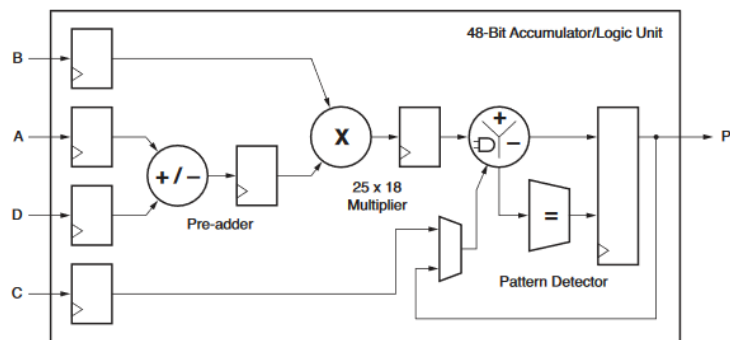 48-Bit Accumulator/Logic Unit
B
A
D
C
+ / −
Pre-adder
X
25 x 18
Multiplier
+
−
=
Pattern Detector
P